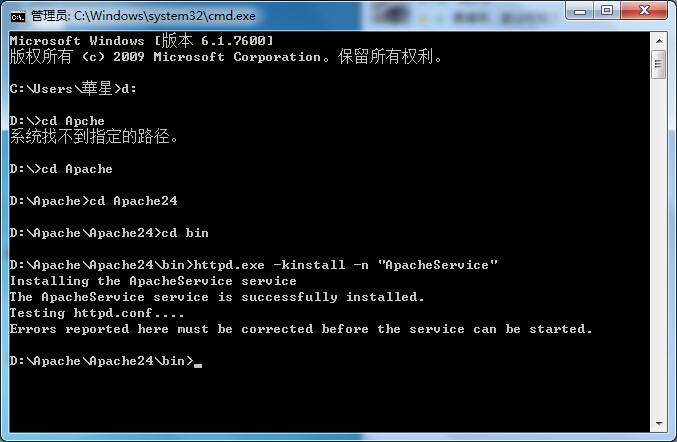 管理员: C:\Windows\system32\cmd.exe
Microsoft Windows [版本 6.1.7600]
版权所有 (c) 2009 Microsoft Corporation。保留所有权利。
C:\Users\華星>d:
D:\>cd Apche
系统找不到指定的路径。
D:\>cd Apache
D:\Apache>cd Apache24
D:\Apache\Apache24>cd bin
D:\Apache\Apache24\bin>httpd.exe -kinstall -n "ApacheService"
Installing the ApacheService service
The ApacheService service is successfully installed.
Testing httpd.conf....
Errors reported here must be corrected before the service can be started.
D:\Apache\Apache24\bin>